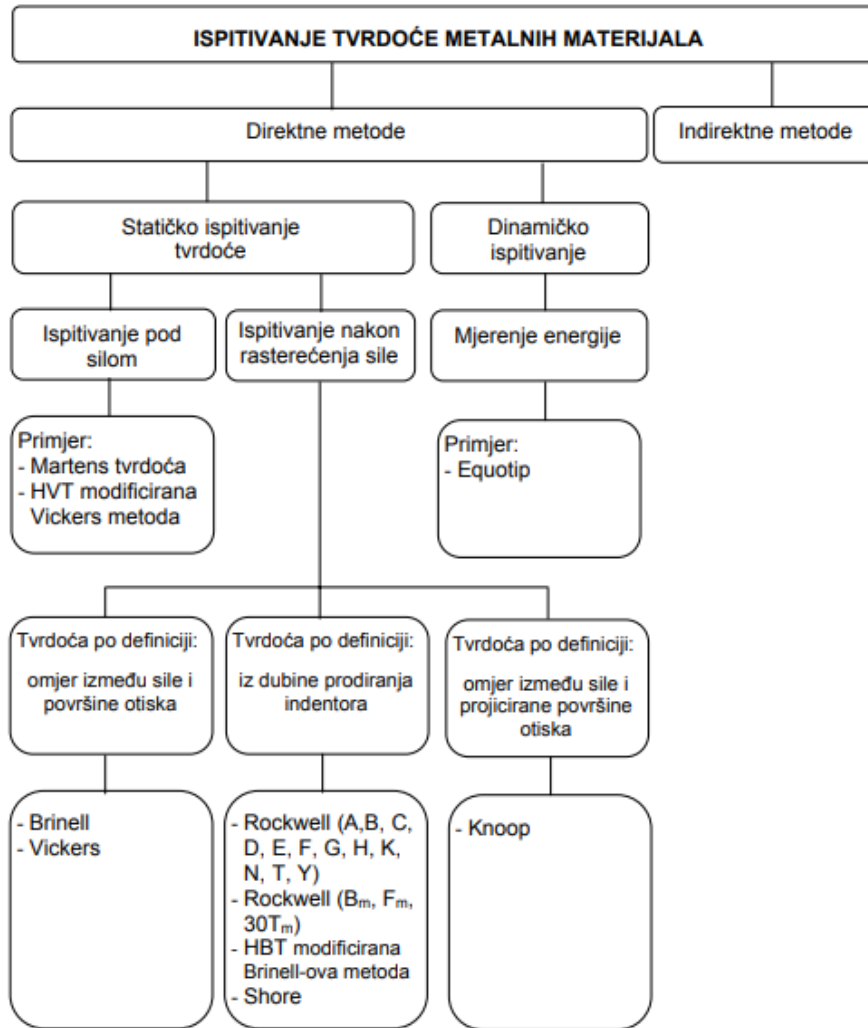 ISPITIVANJE TVRDOĆE METALNIH MATERIJALA
Direktne metode
Indirektne metode
Statičko ispitivanje
tvrdoće
Dinamičko
ispitivanje
Ispitivanje pod
silom
Ispitivanje nakon
rasterećenja sile
Mjerenje energije
Primjer:
- Martens tvrdoća
- HVT modificirana
Vickers metoda
Primjer:
- Equotip
Tvrdoća po definiciji:
omjer između sile i
površine otiska
Tvrdoća po definiciji:
iz dubine prodiranja
indentora
Tvrdoća po definiciji:
omjer između sile i
projicirane površine
otiska
- Brinell
- Vickers
- Rockwell (A,B, C,
D, E, F, G, H, K,
N, T, Y)
- Rockwell (Bₘ, Fₘ,
30Tₘ)
- HBT modificirana
Brinell-ova metoda
- Shore
- Knoop